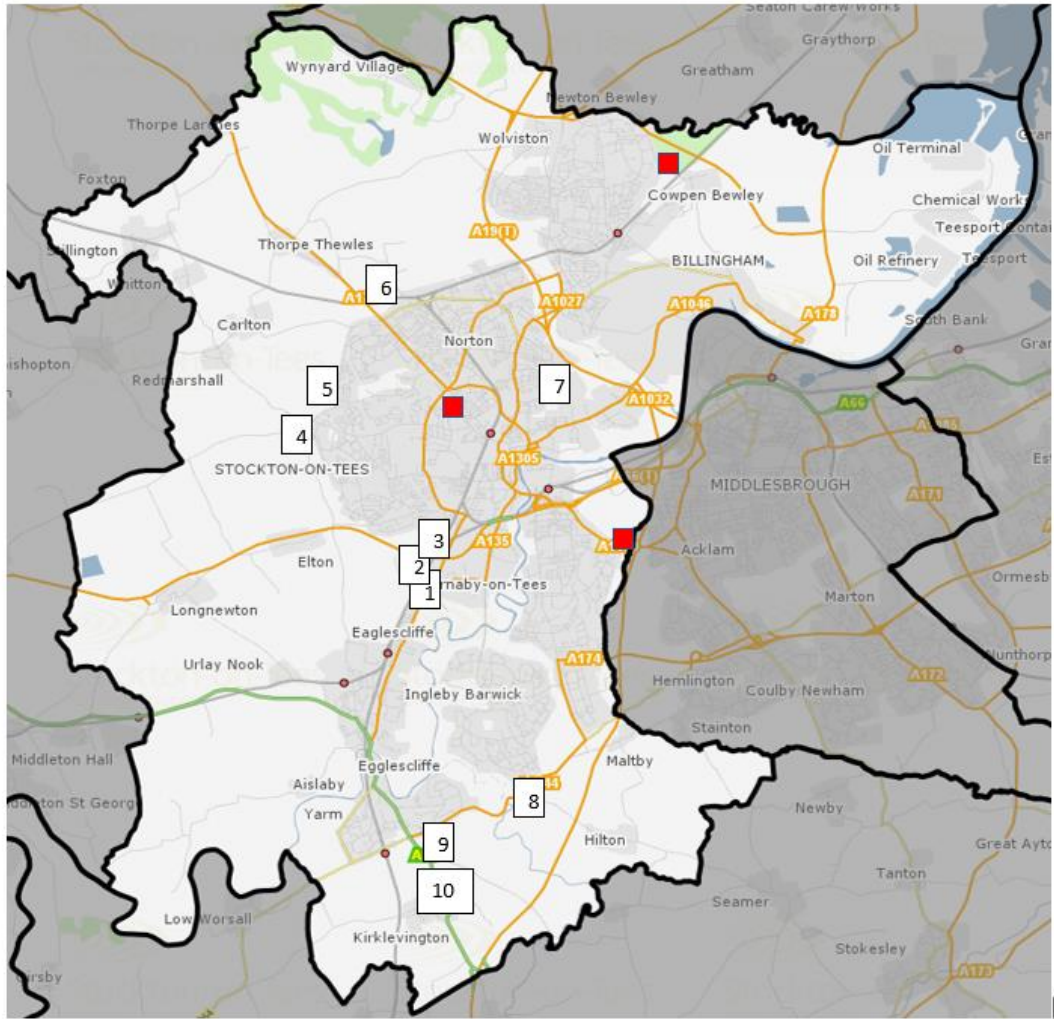 Seaton Carew Works
Graythorp
Greatham
Wynyard Village
Newton Bewley
Thorpe Larches
Wolviston
Oil Terminal
Foxton
Cowpen Bewley
Chemical Works
A19(T)
Teesport
Thorpe Thewles
BILLINGHAM
Oil Refinery
Teesport
Whitton
6
A1027
A1046
A178
South Bank
Carlton
Norton
Redmarshall
5
7
A1032
A66
4
STOCKTON-ON-TEES
A1305
MIDDLESBROUGH
A171
3
A135
Acklam
Elton
2
1
Ormesb
Longnewton
Marton
Eaglescliffe
A174
Nunthorp
Urlay Nook
Ingleby Barwick
Hemlington
Coulby Newham
A172
Stainton
Middleton Hall
Egglescliffe
Maltby
Aislaby
8
Newby
Yarm
9
Hilton
Great Ayto
10
Tanton
Low Worsall
Seamer
Kirklevington
Stokesley
A173